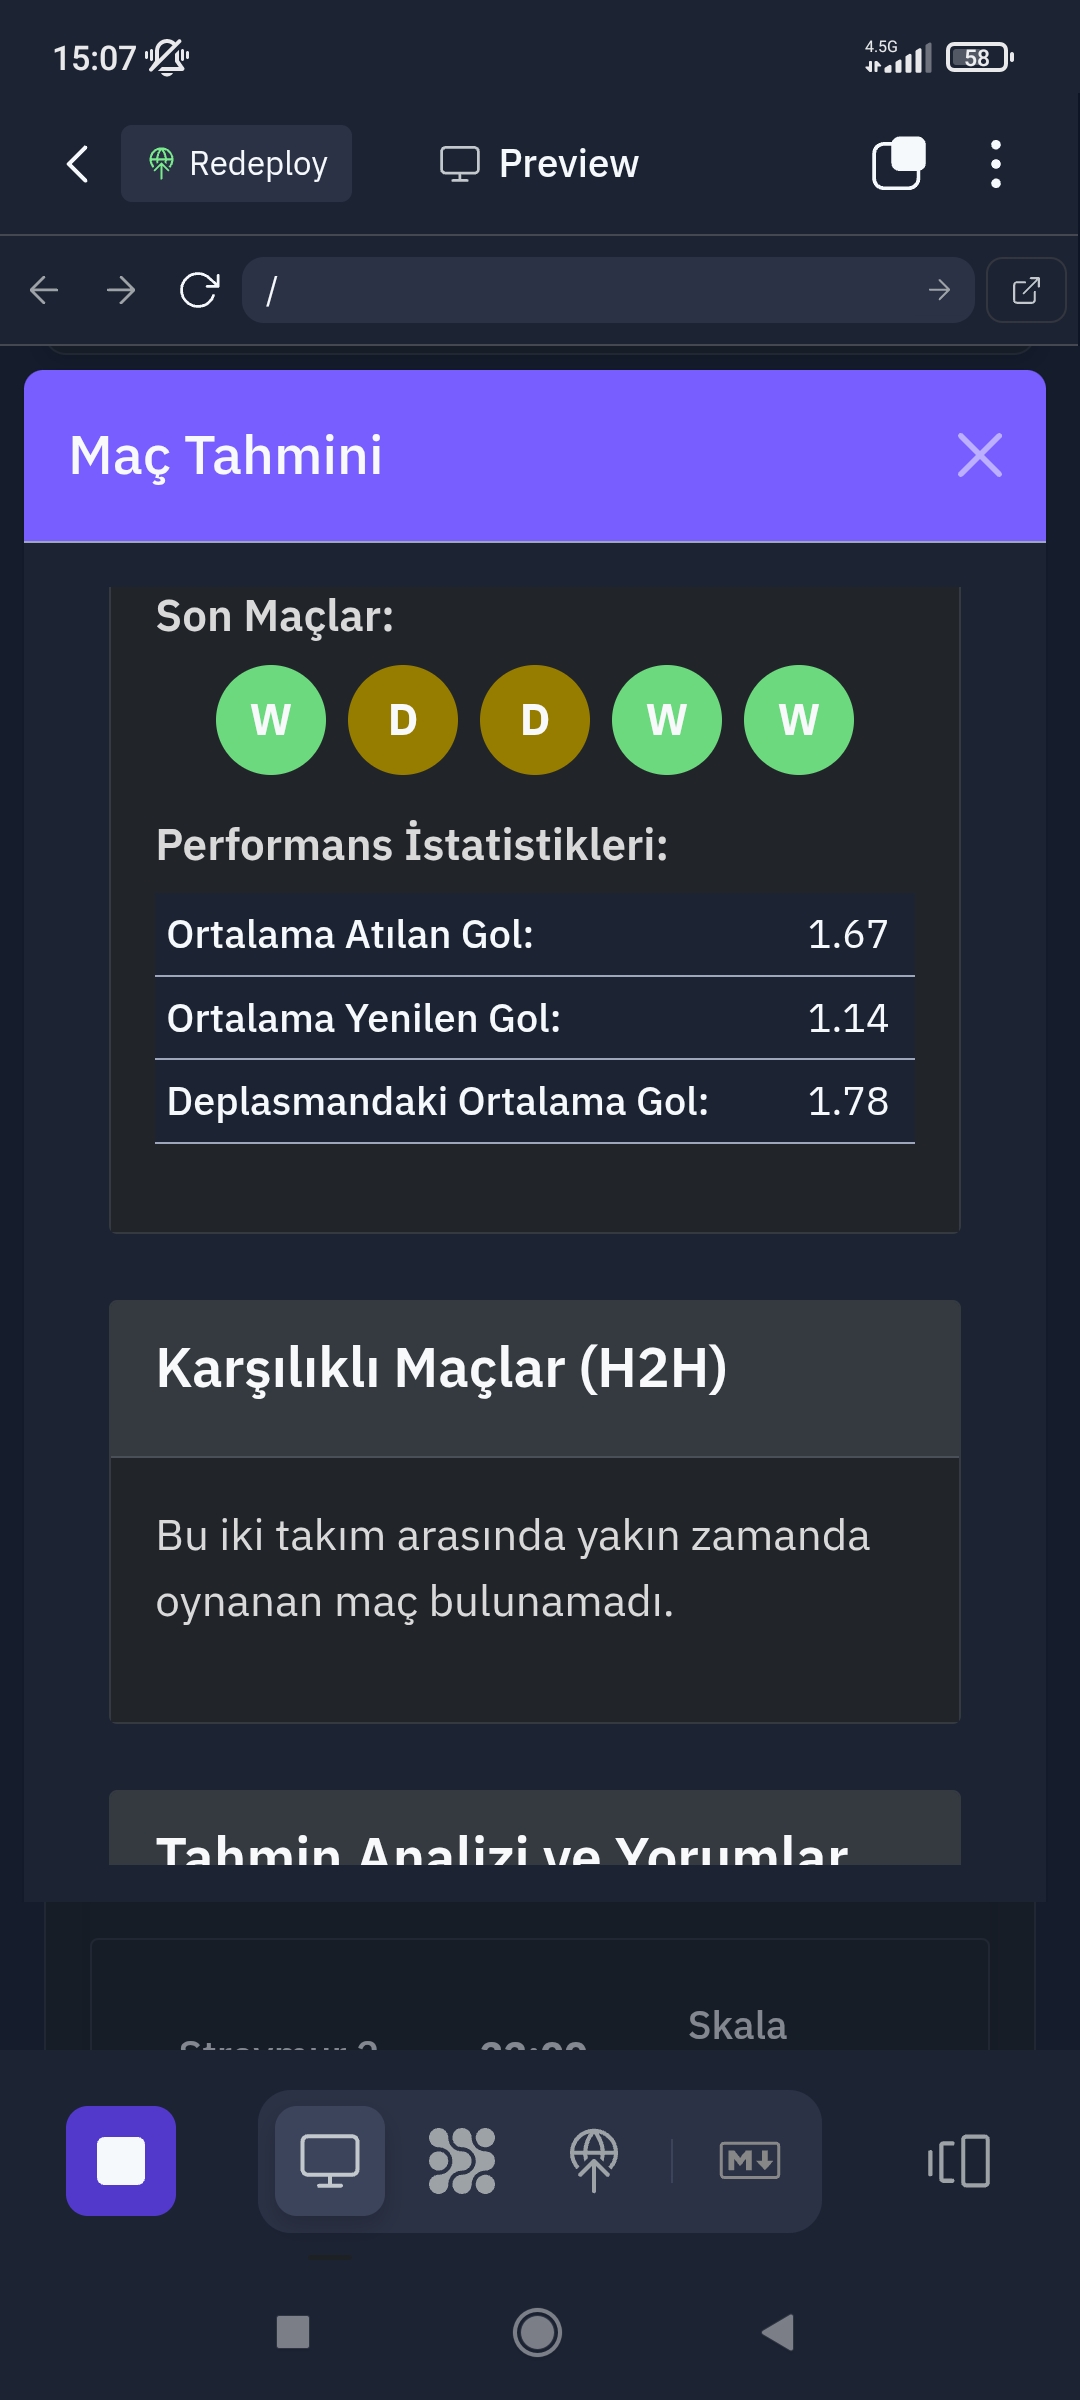 15:07
4.5G
58
Redeploy
Preview
/
Maç Tahmini
Son Maçlar:
W D D W W
Performans İstatistikleri:
Ortalama Atılan Gol: 1.67
Ortalama Yenilen Gol: 1.14
Deplasmandaki Ortalama Gol: 1.78
Karşılıklı Maçlar (H2H)
Bu iki takım arasında yakın zamanda
oynanan maç bulunamadı.
Tahmin Analizi ve Yorumlar
Skala
M